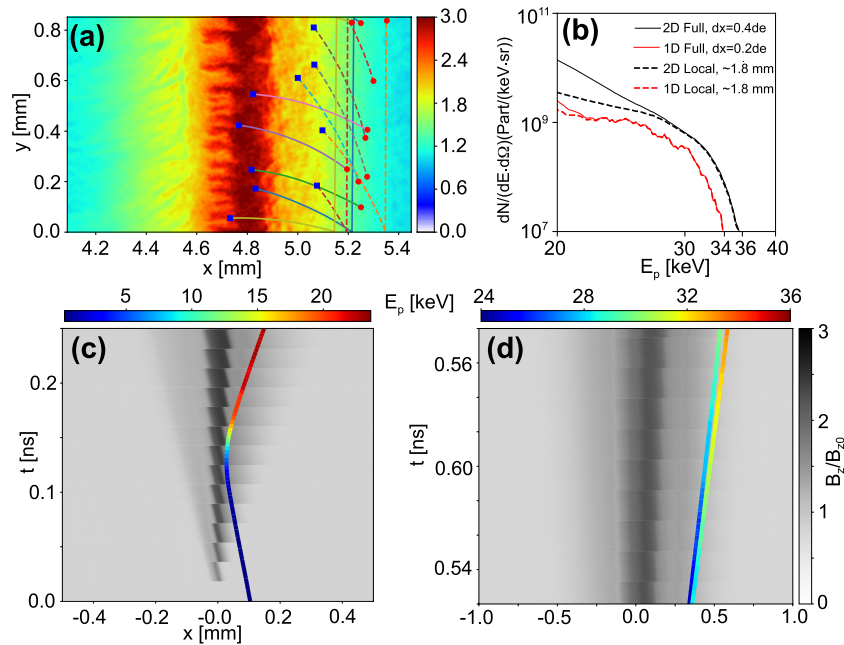 (a)
y [mm]
0.8
0.6
0.4
0.2
0.0
4.2 4.4 4.6 4.8 5.0 5.2 5.4
x [mm]
3.0
2.4
1.8
1.2
0.6
0.0
(b)
dN/(dE·dΩ)(Part/(keV·sr))
10^11
10^9
10^7
2D Full, dx=0.4de
1D Full, dx=0.2de
2D Local, ~1.8 mm
1D Local, ~1.8 mm
20 30 34 36 40
E_p [keV]
5 10 15 20
E_p [keV]
24 28 32 36
(c)
t [ns]
0.2
0.1
0.0
-0.4 -0.2 -0.0 0.2 0.4
x [mm]
(d)
t [ns]
0.56
0.60
0.54
-1.0 -0.5 0.0 0.5 1.0
3
2
1
0
B_z/B_z0